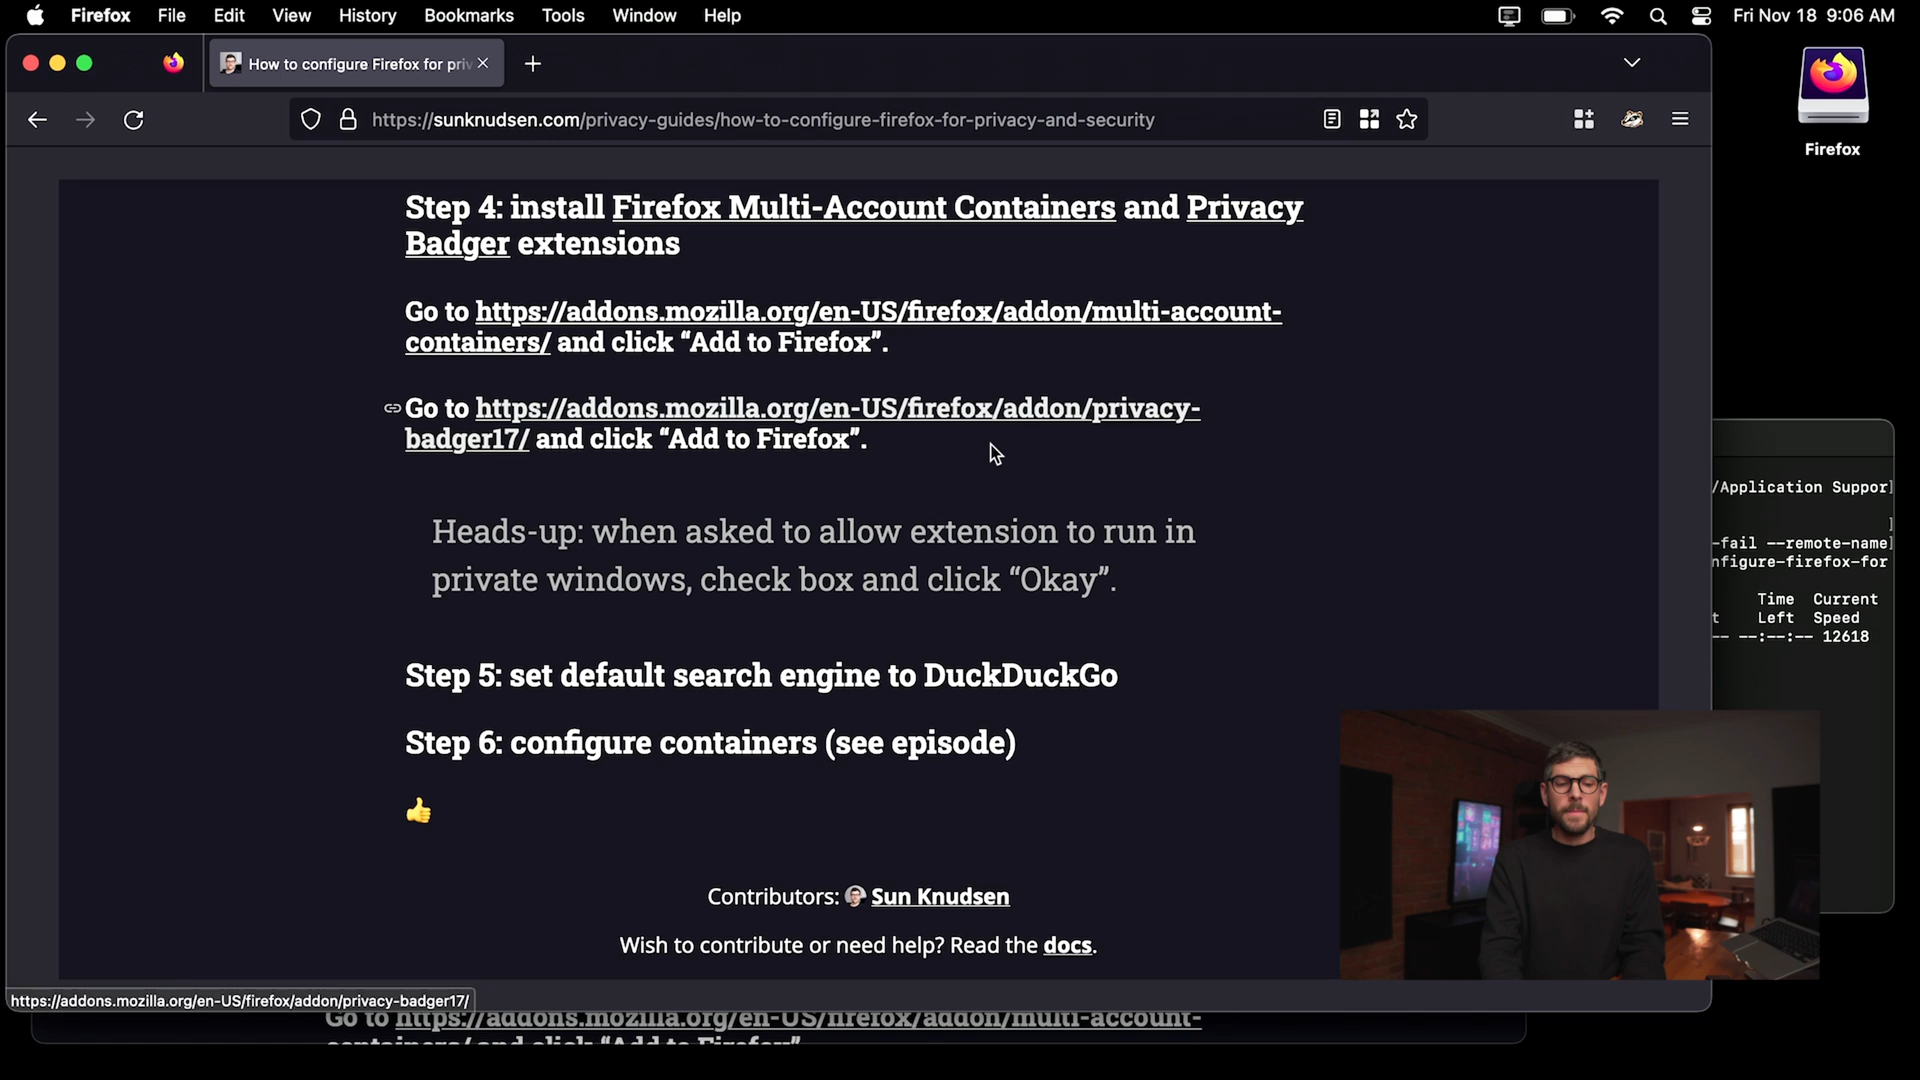 Firefox File Edit View History Bookmarks Tools Window Help Fri Nov 18 9:06 AM
How to configure Firefox for priv
https://sunknudsen.com/privacy-guides/how-to-configure-firefox-for-privacy-and-security
Firefox
Step 4: install Firefox Multi-Account Containers and Privacy
Badger extensions
Go to https://addons.mozilla.org/en-US/firefox/addon/multi-account-
containers/ and click “Add to Firefox”.
Go to https://addons.mozilla.org/en-US/firefox/addon/privacy-
badger17/ and click “Add to Firefox”.
Heads-up: when asked to allow extension to run in
private windows, check box and click “Okay”.
Step 5: set default search engine to DuckDuckGo
Step 6: configure containers (see episode)
👍
Contributors: Sun Knudsen
Wish to contribute or need help? Read the docs.
/Application Suppor]
]
-fail --remote-name]
nfigure-firefox-for
Time Current
t Left Speed
-- --:--:-- 12618
https://addons.mozilla.org/en-US/firefox/addon/privacy-badger17/
Go to https://addons.mozilla.org/en-US/firefox/addon/multi-account-
containers/ and click “Add to Firefox”